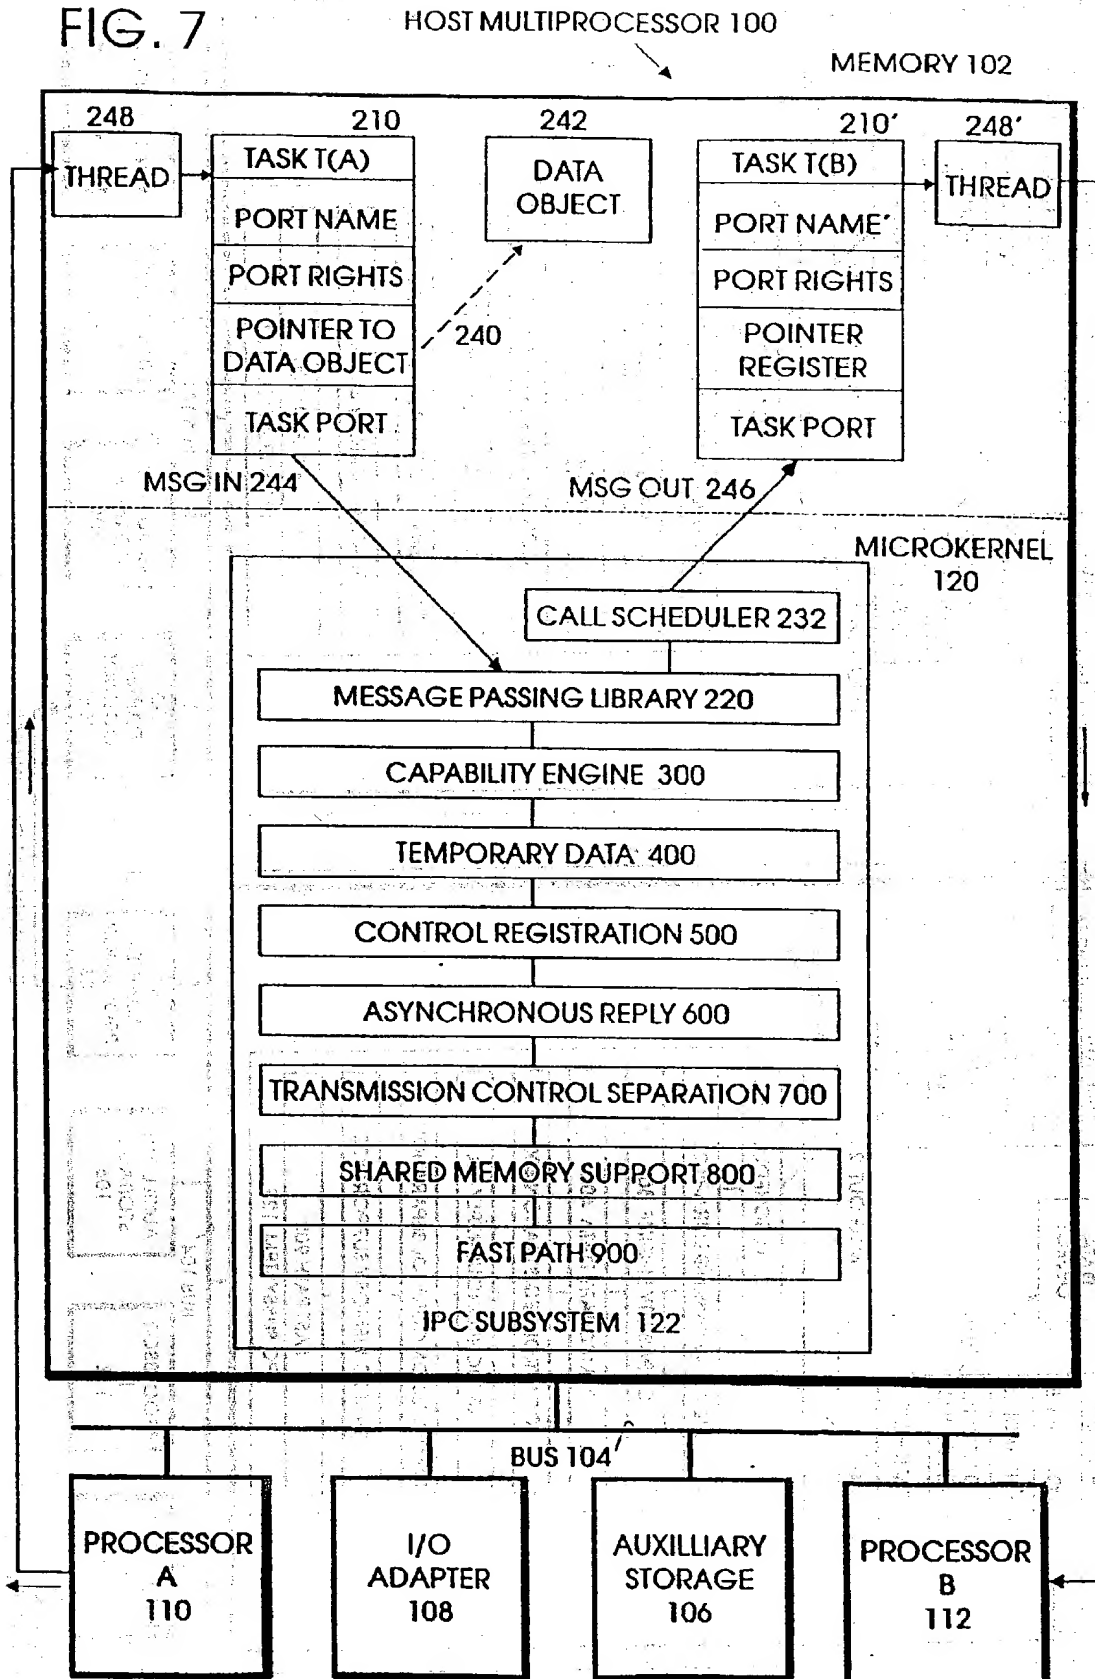 FIG. 7
HOST MULTIPROCESSOR 100
MEMORY 102
248
210
242
210'
248'
THREAD
TASK T(A)
PORT NAME
PORT RIGHTS
POINTER TO
DATA OBJECT
TASK PORT
DATA
OBJECT
240
TASK T(B)
PORT NAME'
PORT RIGHTS
POINTER
REGISTER
TASK PORT
THREAD
MSG IN 244
MSG OUT 246
MICROKERNEL
120
CALL SCHEDULER 232
MESSAGE PASSING LIBRARY 220
CAPABILITY ENGINE 300
TEMPORARY DATA 400
CONTROL REGISTRATION 500
ASYNCHRONOUS REPLY 600
TRANSMISSION CONTROL SEPARATION 700
SHARED MEMORY SUPPORT 800
FAST PATH 900
IPC SUBSYSTEM 122
BUS 104
PROCESSOR
A
110
I/O
ADAPTER
108
AUXILLIARY
STORAGE
106
PROCESSOR
B
112